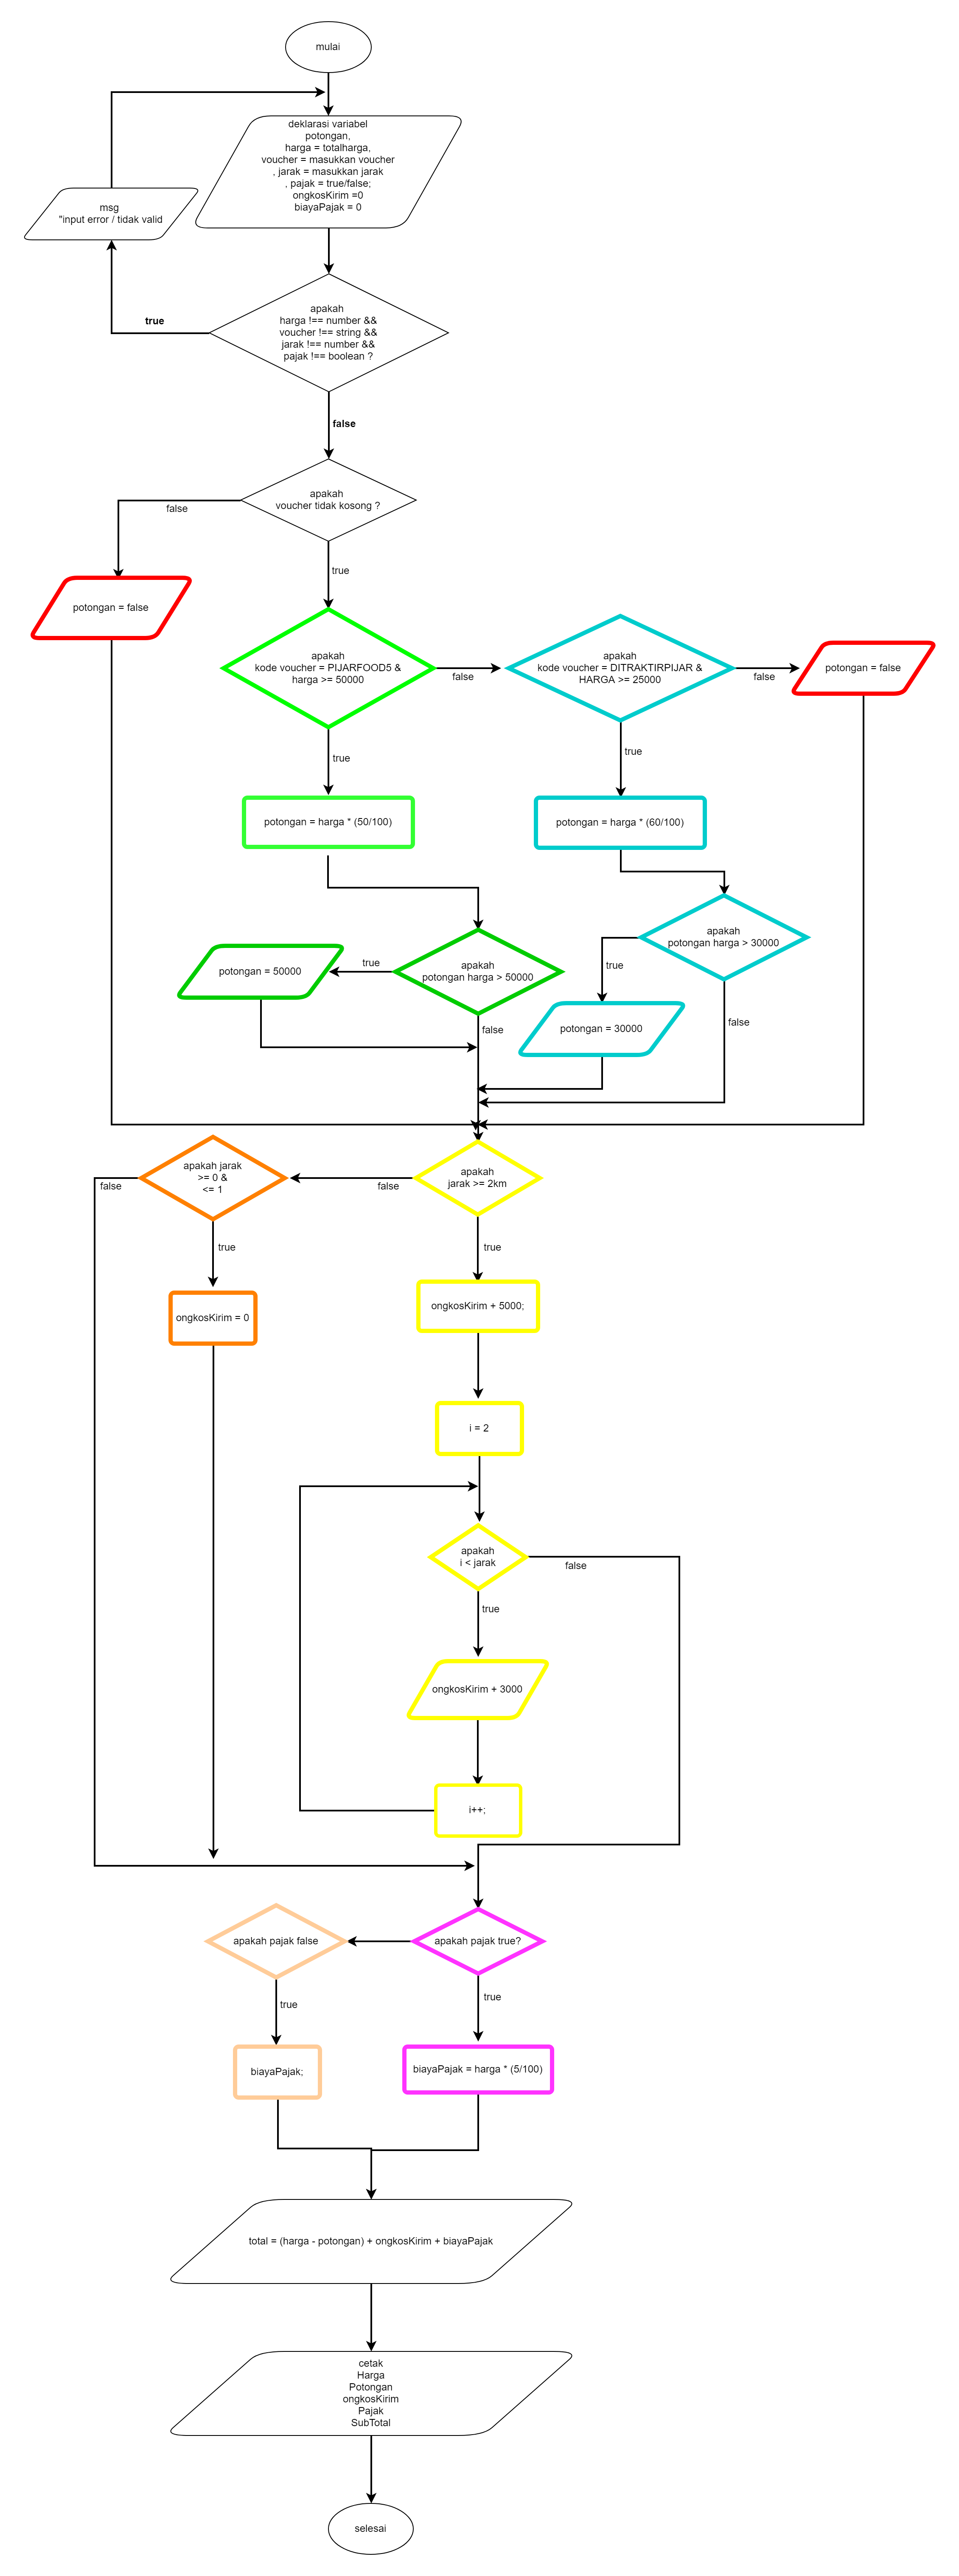 mulai
deklarasi variabel
potongan,
harga = totalharga,
voucher = masukkan voucher
, jarak = masukkan jarak
, pajak = true/false;
ongkosKirim =0
biayaPajak = 0
msg
"input error / tidak valid
apakah
harga !== number &&
voucher !== string &&
jarak !== number &&
pajak !== boolean ?
true
false
apakah
voucher tidak kosong ?
false
true
potongan = false
apakah
kode voucher = PIJARFOOD5 &
harga >= 50000
false
apakah
kode voucher = DITRAKTIRPIJAR &
HARGA >= 25000
false
potongan = false
true
true
potongan = harga * (50/100)
potongan = harga * (60/100)
apakah
potongan harga > 30000
apakah
potongan harga > 50000
true
potongan = 50000
true
false
potongan = 30000
false
apakah
jarak >= 2km
false
apakah jarak
>= 0 &
<= 1
false
true
true
ongkosKirim = 0
ongkosKirim + 5000;
i = 2
apakah
i < jarak
false
true
ongkosKirim + 3000
i++;
apakah pajak true?
apakah pajak false
true
true
biayaPajak;
biayaPajak = harga * (5/100)
total = (harga - potongan) + ongkosKirim + biayaPajak
cetak
Harga
Potongan
ongkosKirim
Pajak
SubTotal
selesai